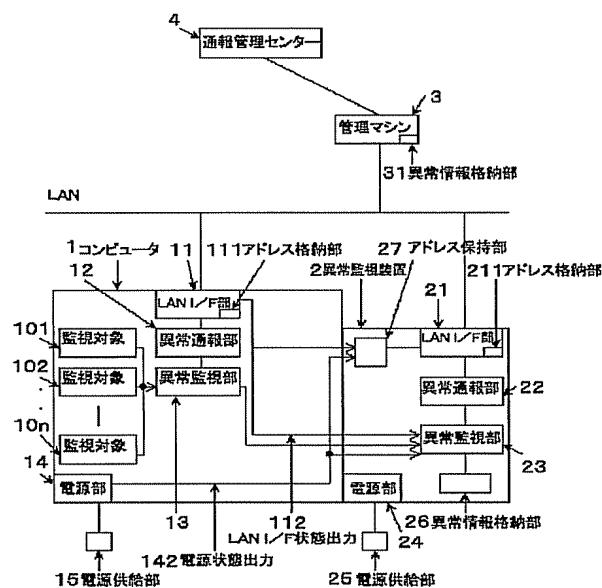 4
通報管理センター
3
管理マシン
31異常情報格納部
LAN
1コンピュータ
11
111アドレス格納部
27 アドレス保持部
2異常監視装置
211アドレス格納部
12
21
LAN I/F部
LAN I/F部
101
監視対象
異常通報部
102
監視対象
異常監視部
異常通報部
22
10n
監視対象
異常監視部
23
14
電源部
13
112
電源部
24
26異常情報格納部
LAN I/F状態出力
142電源状態出力
15電源供給部
25電源供給部